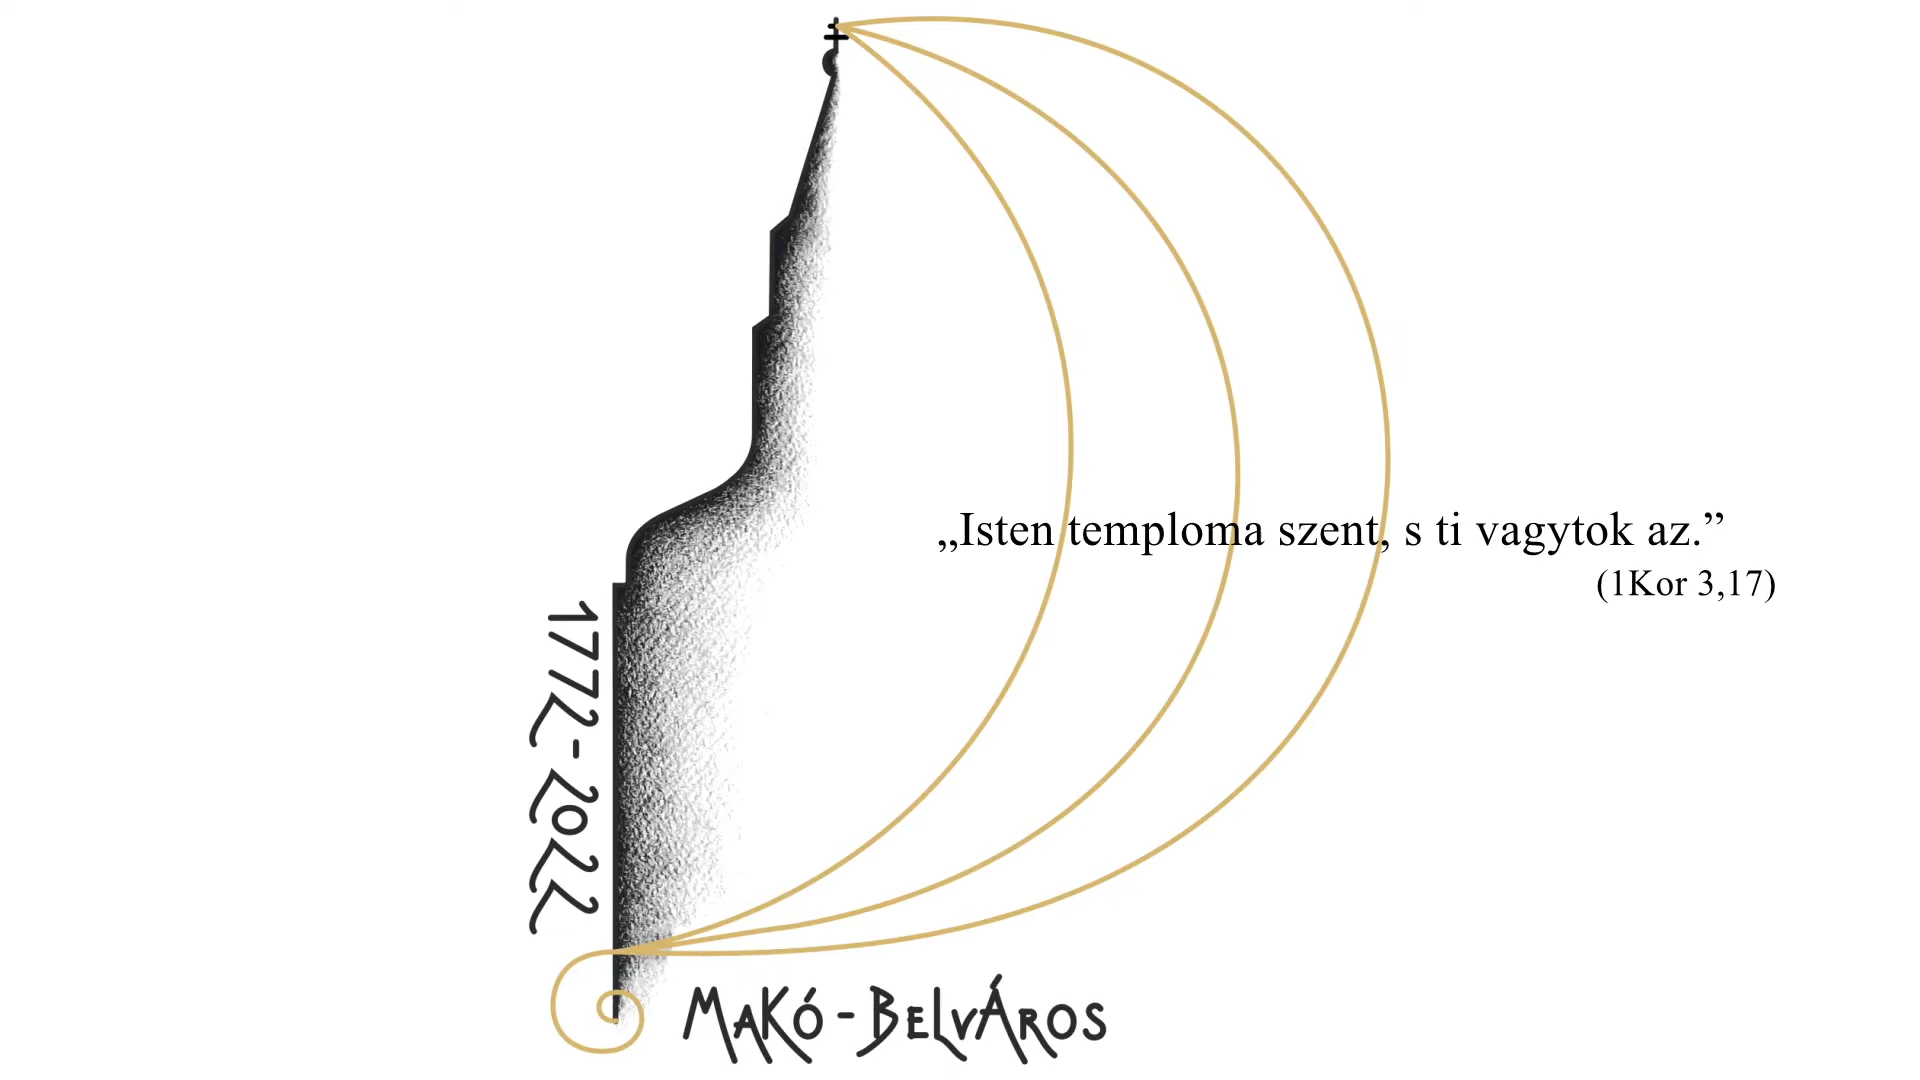 „Isten temploma szent, s ti vagytok az.”
(1Kor 3,17)
1772-2022
MaKó-BelvÁros